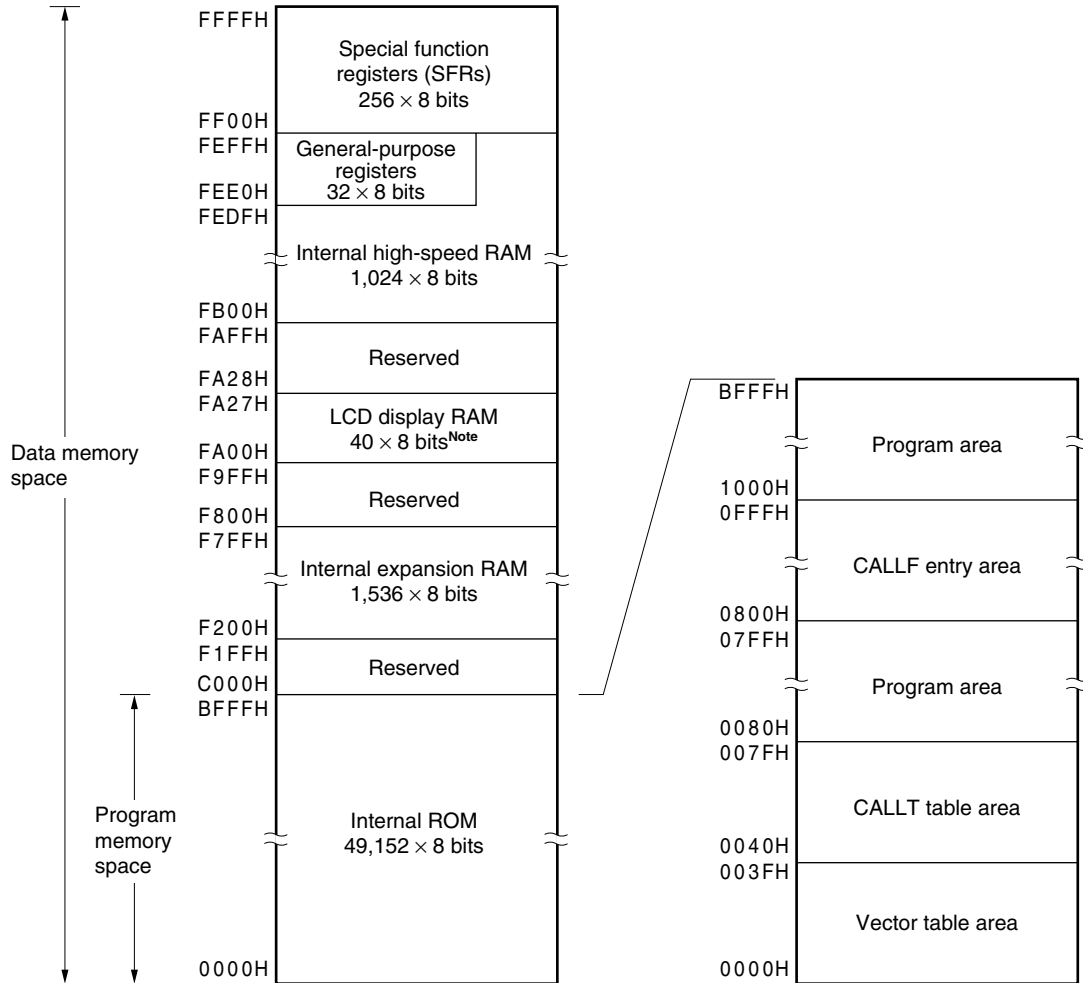 FFFFH
Special function
registers (SFRs)
256 × 8 bits
FF00H
FEFFH
General-purpose
registers
32 × 8 bits
FEE0H
FEDFH
Internal high-speed RAM
1,024 × 8 bits
FB00H
FAFFH
Reserved
FA28H
FA27H
LCD display RAM
40 × 8 bitsNote
FA00H
F9FFH
Reserved
F800H
F7FFH
Internal expansion RAM
1,536 × 8 bits
F200H
F1FFH
Reserved
C000H
BFFFH
Internal ROM
49,152 × 8 bits
0000H
Data memory
space
Program
memory
space
BFFFH
Program area
1000H
0FFFH
CALLF entry area
0800H
07FFH
Program area
0080H
007FH
CALLT table area
0040H
003FH
Vector table area
0000H